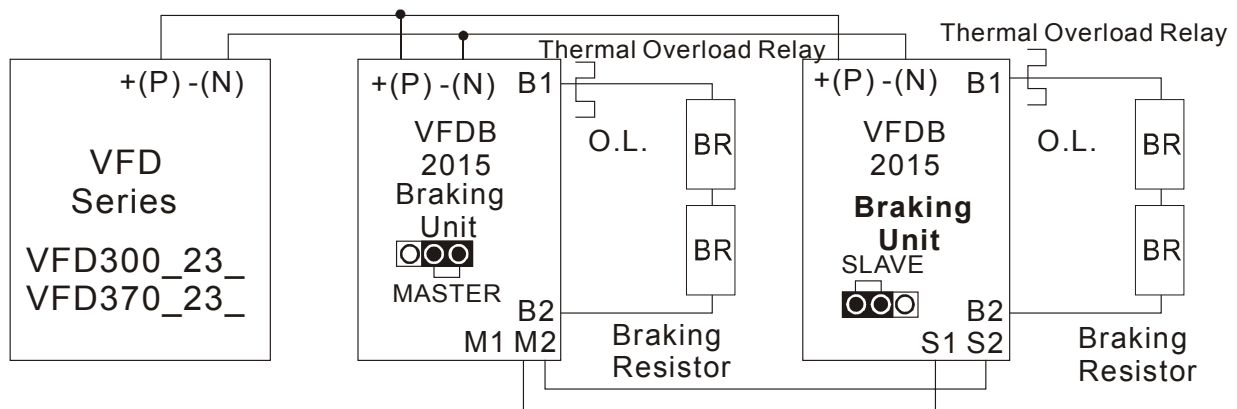 +(P) -(N)
VFD
Series
VFD300_23_
VFD370_23_
Thermal Overload Relay
+(P) -(N) B1
VFDB
2015
Braking
Unit
MASTER
B2
M1 M2
O.L.
BR
BR
Braking
Resistor
Thermal Overload Relay
+(P) -(N) B1
VFDB
2015
Braking
Unit
SLAVE
B2
S1 S2
O.L.
BR
BR
Braking
Resistor